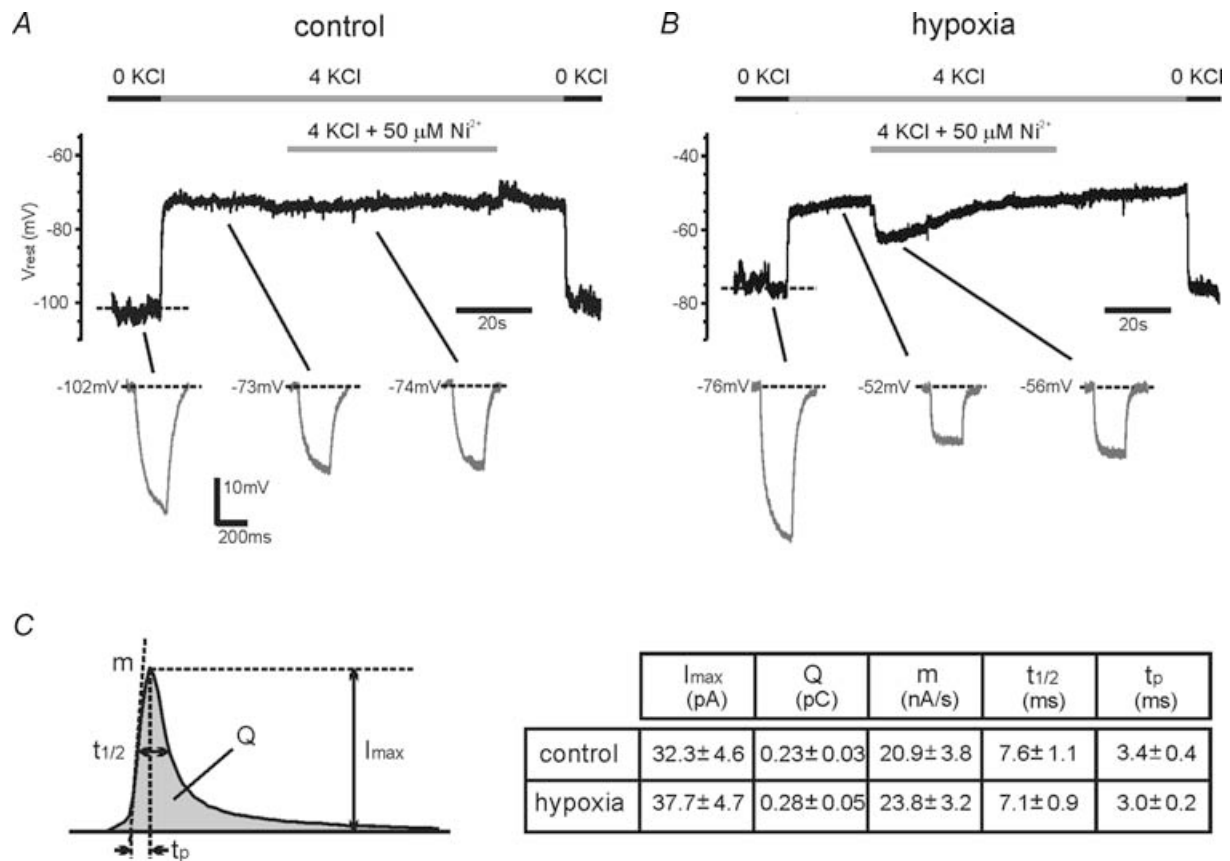 A control
0 KCl 4 KCl 0 KCl
4 KCl + 50 μM Ni²⁺
-60
-80
-100
Vrest (mV)
20s
-102mV -73mV -74mV
10mV
200ms
B hypoxia
0 KCl 4 KCl 0 KCl
4 KCl + 50 μM Ni²⁺
-40
-60
-80
20s
-76mV -52mV -56mV
C
m
t1/2
Q
Imax
tp
Imax (pA) Q (pC) m (nA/s) t1/2 (ms) tp (ms)
control 32.3± 4.6 0.23± 0.03 20.9± 3.8 7.6± 1.1 3.4± 0.4
hypoxia 37.7± 4.7 0.28± 0.05 23.8± 3.2 7.1± 0.9 3.0± 0.2